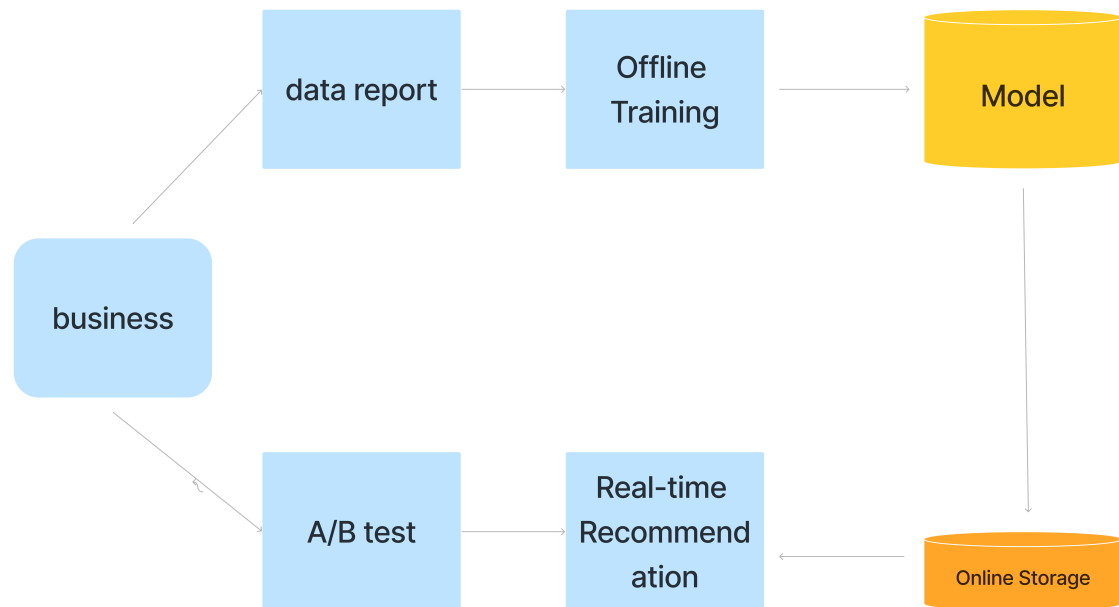 data report
Offline
Training
Model
business
A/B test
Real-time
Recommend
ation
Online Storage